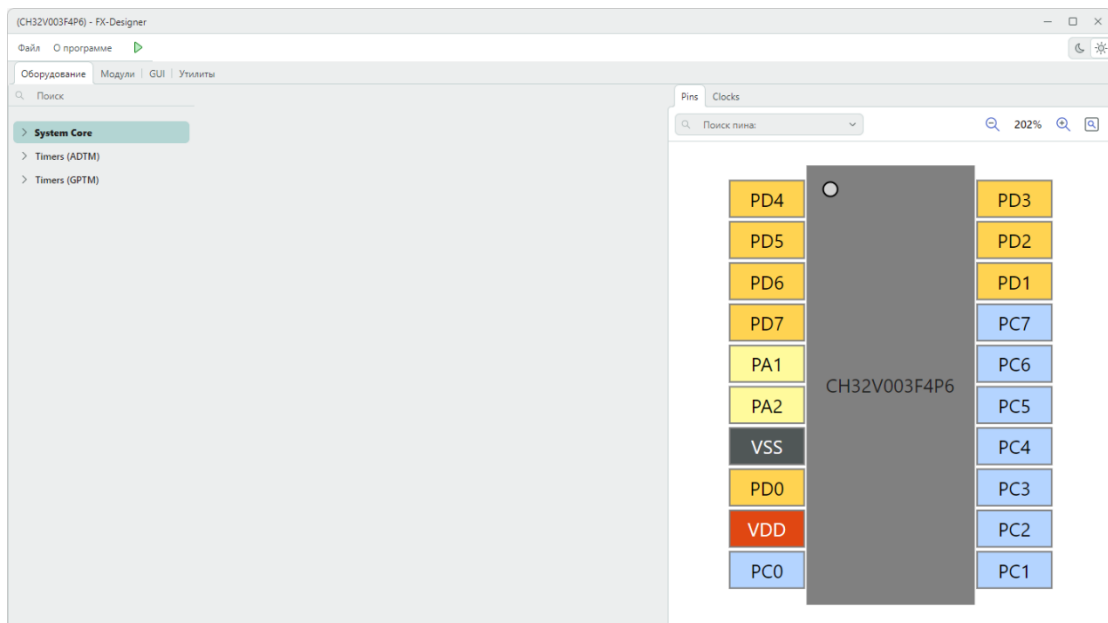 (CH32V003F4P6) - FX-Designer
Файл О программе
Оборудование Модули GUI Утилиты
Поиск
System Core
Timers (ADTM)
Timers (GPTM)
Pins Clocks
Поиск пина: 202%
PD4 PD3
PD5 PD2
PD6 PD1
PD7 PC7
PA1 PC6
CH32V003F4P6
PA2 PC5
VSS PC4
PD0 PC3
VDD PC2
PC0 PC1